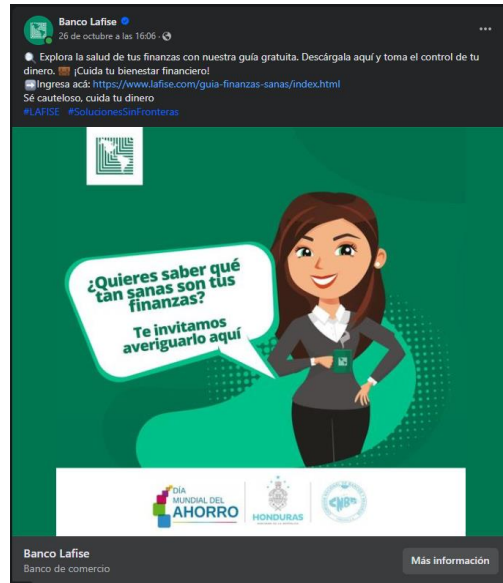 Banco Lafise
26 de octubre a las 16:06 ·
Explora la salud de tus finanzas con nuestra guía gratuita. Descárgala aquí y toma el control de tu
dinero. ¡Cuida tu bienestar financiero!
Ingresa acá: https://www.lafise.com/guia-finanzas-sanas/index.html
Sé cauteloso, cuida tu dinero
#LAFISE #SolucionesSinFronteras
¿Quieres saber qué
tan sanas son tus
finanzas?
Te invitamos
averiguarlo aquí
DÍA
MUNDIAL DEL
AHORRO
HONDURAS
CNBS
Banco Lafise
Banco de comercio
Más información